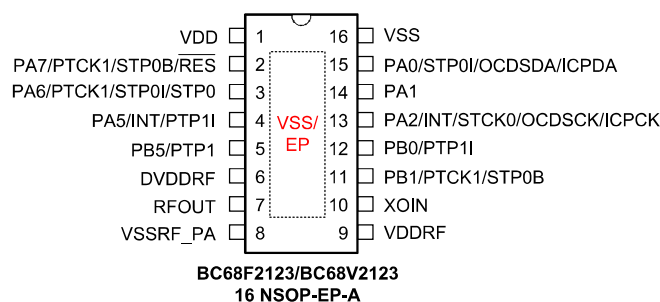 VDD 1 16 VSS
PA7/PTCK1/STP0B/RES 2 15 PA0/STP0I/OCDSDA/ICPDA
PA6/PTCK1/STP0I/STP0 3 14 PA1
PA5/INT/PTP1I 4 13 PA2/INT/STCK0/OCDSCK/ICPCK
VSS/
EP
PB5/PTP1 5 12 PB0/PTP1I
DVDDRF 6 11 PB1/PTCK1/STP0B
RFOUT 7 10 XOIN
VSSRF_PA 8 9 VDDRF
BC68F2123/BC68V2123
16 NSOP-EP-A